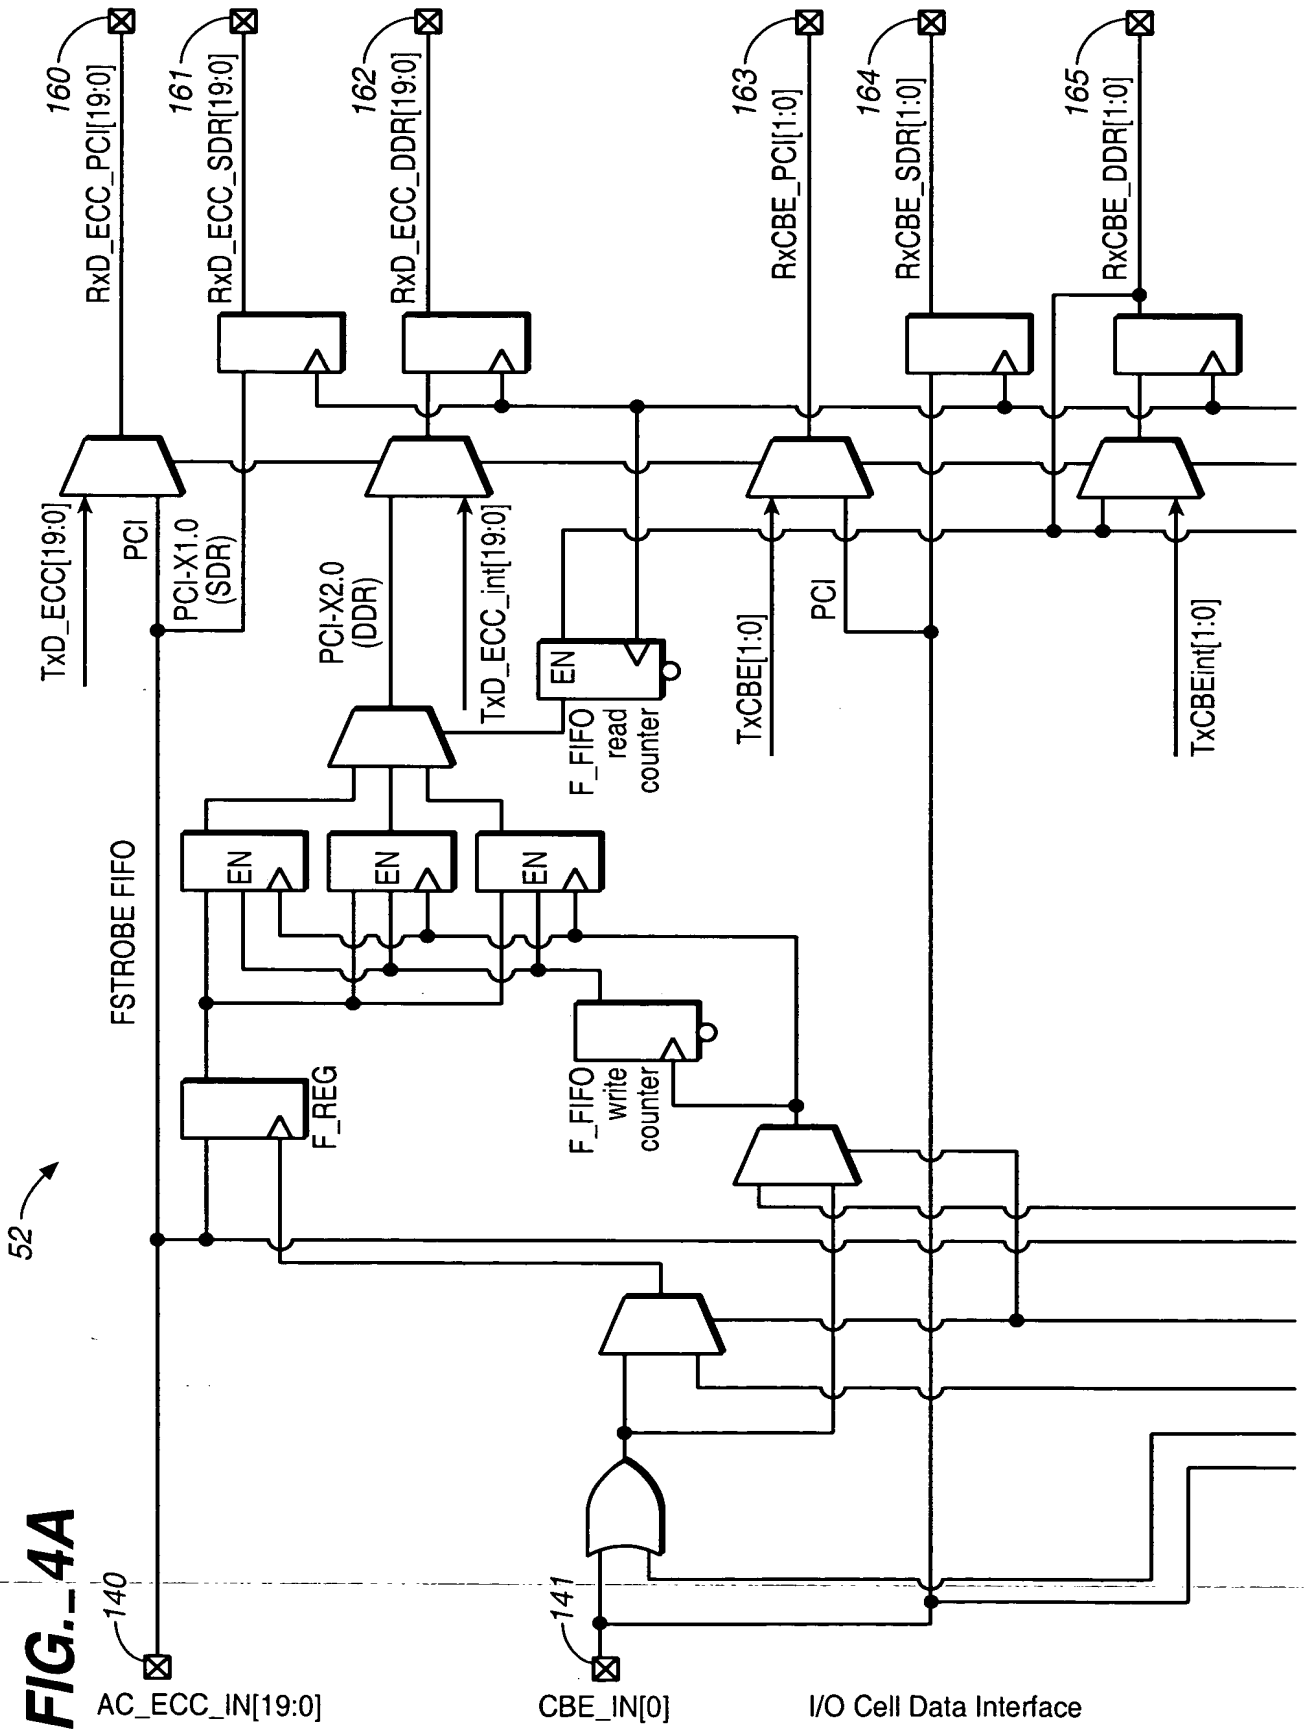 FIG._4A
52
160
RxD_ECC_PCI[19:0]
161
RxD_ECC_SDR[19:0]
162
RxD_ECC_DDR[19:0]
163
RxCBE_PCI[1:0]
164
RxCBE_SDR[1:0]
165
RxCBE_DDR[1:0]
TxD_ECC[19:0]
PCI
PCI-X1.0
(SDR)
PCI-X2.0
(DDR)
TxD_ECC_int[19:0]
EN
F_FIFO
read
counter
TxCBE[1:0]
PCI
TxCBEint[1:0]
FSTROBE FIFO
EN
EN
EN
F_REG
F_FIFO
write
counter
140
AC_ECC_IN[19:0]
141
CBE_IN[0]
I/O Cell Data Interface